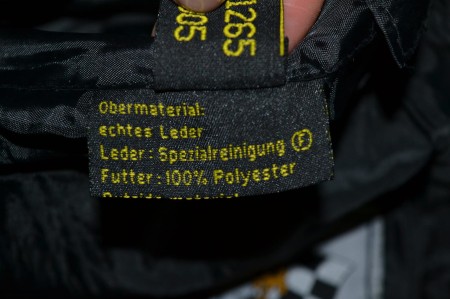 1265
05
Obermaterial:
echtes Leder
Leder: Spezialreinigung Ⓕ
Futter: 100% Polyester